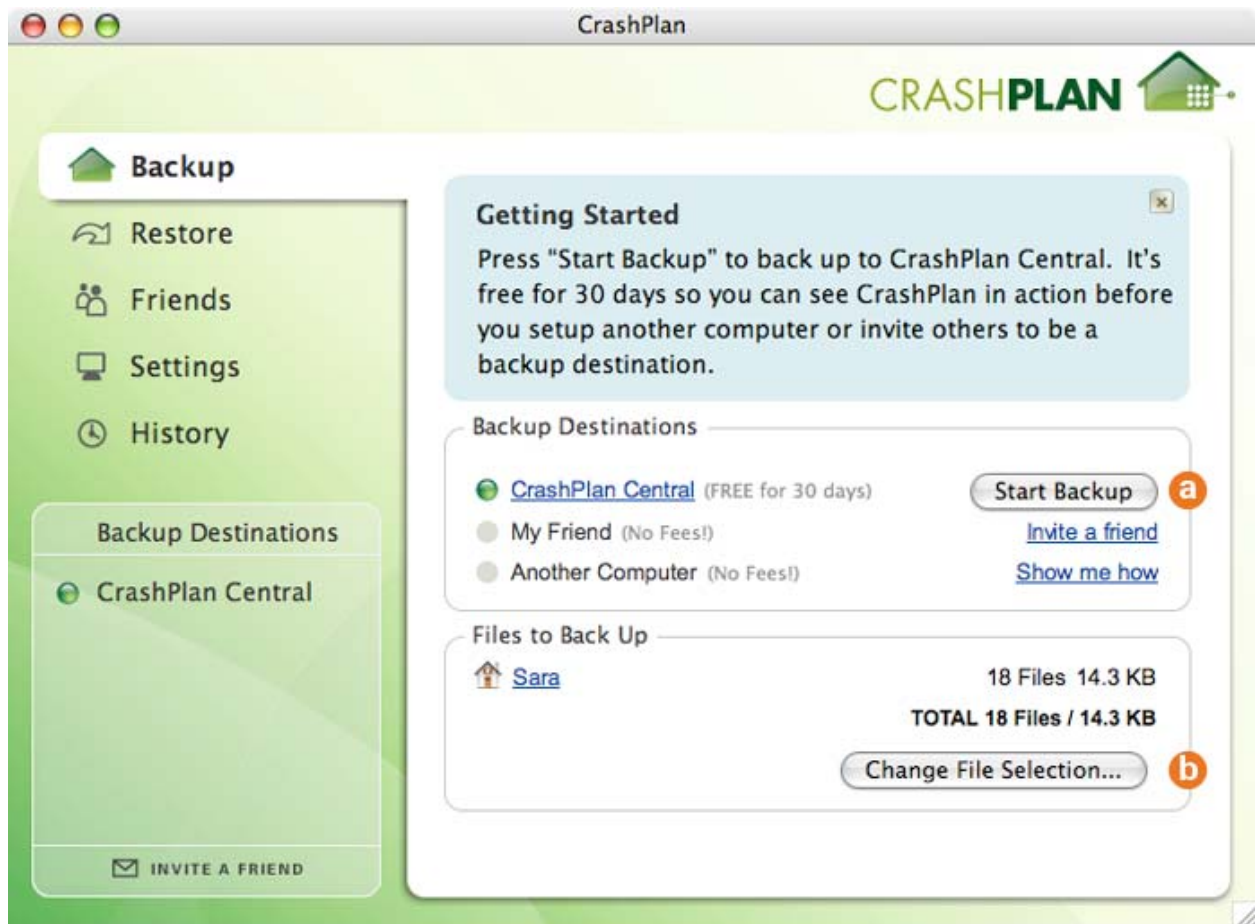 CrashPlan
CRASHPLAN
Backup
Restore
Friends
Settings
History
Backup Destinations
CrashPlan Central
INVITE A FRIEND
Getting Started
Press “Start Backup” to back up to CrashPlan Central. It's
free for 30 days so you can see CrashPlan in action before
you setup another computer or invite others to be a
backup destination.
Backup Destinations
CrashPlan Central (FREE for 30 days) Start Backup a
My Friend (No Fees!) Invite a friend
Another Computer (No Fees!) Show me how
Files to Back Up
Sara 18 Files 14.3 KB
TOTAL 18 Files / 14.3 KB
Change File Selection... b